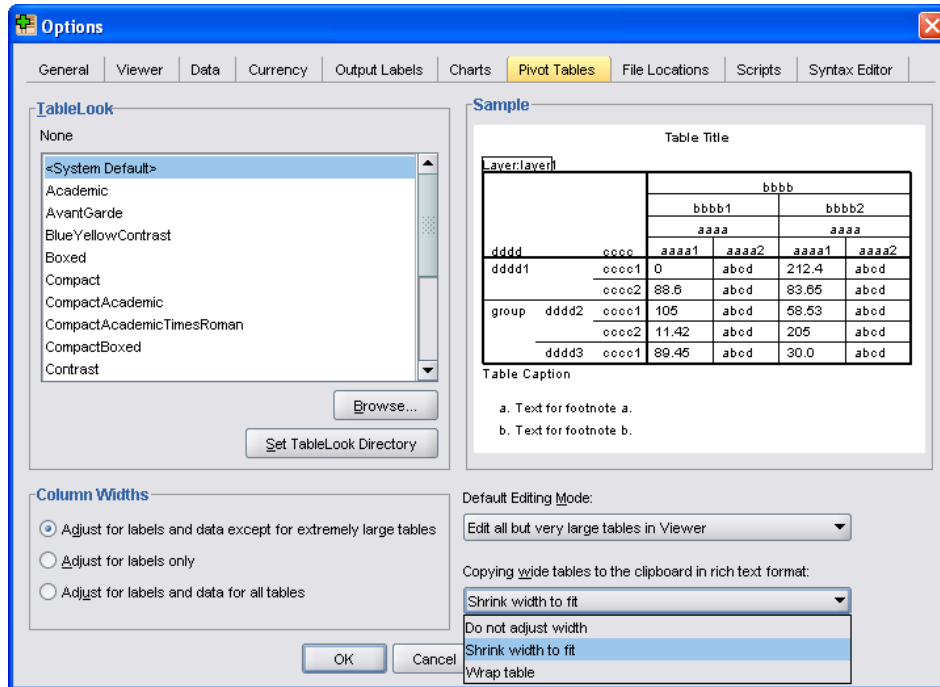 Options
General Viewer Data Currency Output Labels Charts Pivot Tables File Locations Scripts Syntax Editor
TableLook
None
<System Default>
Academic
AvantGarde
BlueYellowContrast
Boxed
Compact
CompactAcademic
CompactAcademicTimesRoman
CompactBoxed
Contrast
Browse...
Set TableLook Directory
Sample
Table Title
Layer:layer1
bbbb
bbbb1 bbbb2
aaaa aaaa
dddd cccc aaaa1 aaaa2 aaaa1 aaaa2
dddd1 cccc1 0 abcd 212.4 abcd
cccc2 88.6 abcd 83.65 abcd
group dddd2 cccc1 105 abcd 58.53 abcd
cccc2 11.42 abcd 205 abcd
dddd3 cccc1 89.45 abcd 30.0 abcd
Table Caption
a. Text for footnote a.
b. Text for footnote b.
Column Widths
Adjust for labels and data except for extremely large tables
Adjust for labels only
Adjust for labels and data for all tables
Default Editing Mode:
Edit all but very large tables in Viewer
Copying wide tables to the clipboard in rich text format:
Shrink width to fit
Do not adjust width
Shrink width to fit
Wrap table
OK Cancel